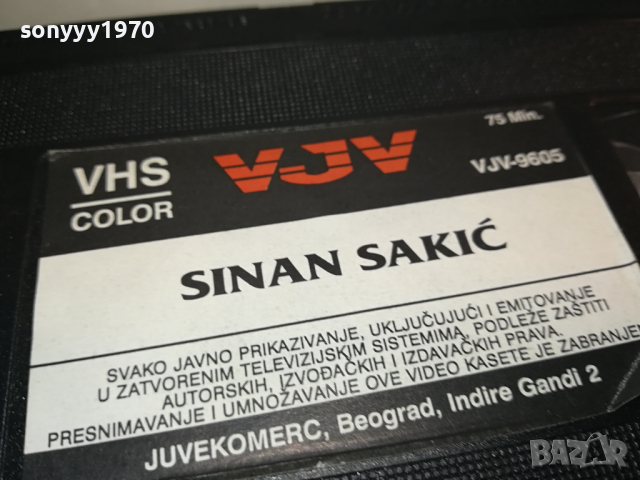 sonyyy1970
VHS
COLOR
VJV
75 Min.
VJV-9605
SINAN SAKIĆ
SVAKO JAVNO PRIKAZIVANJE, UKLJUČUJUĆI I EMITOVANJE
U ZATVORENIM TELEVIZIJSKIM SISTEMIMA, PODLEŽE ZAŠTITI
AUTORSKIH, IZVOĐAČKIH I IZDAVAČKIH PRAVA.
PRESNIMAVANJE I UMNOŽAVANJE OVE VIDEO KASETE JE ZABRANJENO
JUVEKOMERC, Beograd, Indire Gandi 2
BAZAR